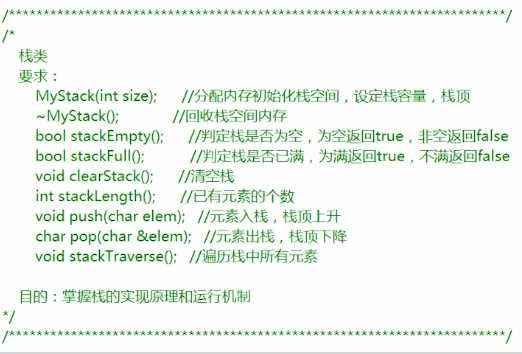 /*************************************************************************/
/*
栈类
要求：
MyStack(int size); //分配内存初始化栈空间，设定栈容量，栈顶
~MyStack(); //回收栈空间内存
bool stackEmpty(); //判定栈是否为空，为空返回true，非空返回false
bool stackFull(); //判定栈是否已满，为满返回true，不满返回false
void clearStack(); //清空栈
int stackLength(); //已有元素的个数
void push(char elem); //元素入栈，栈顶上升
char pop(char &elem); //元素出栈，栈顶下降
void stackTraverse(); //遍历栈中所有元素
目的：掌握栈的实现原理和运行机制
*/
/*************************************************************************/